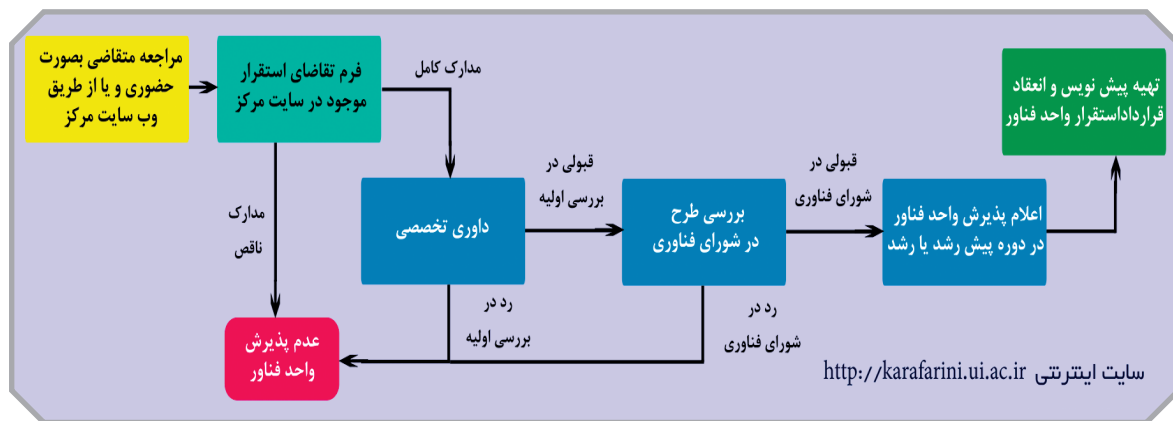 مراجعه متقاضی بصورت
حضوری و یا از طریق
وب سایت مرکز
فرم تقاضای استقرار
موجود در سایت مرکز
مدارک کامل
مدارک
ناقص
داوری تخصصی
قبولی در
بررسی اولیه
رد در
بررسی اولیه
بررسی طرح
در شورای فناوری
قبولی در
شورای فناوری
رد در
شورای فناوری
اعلام پذیرش واحد فناور
در دوره پیش رشد یا رشد
تهیه پیش نویس و انعقاد
قرارداداستقرار واحد فناور
عدم پذیرش
واحد فناور
سایت اینترنتی http://karafarini.ui.ac.ir